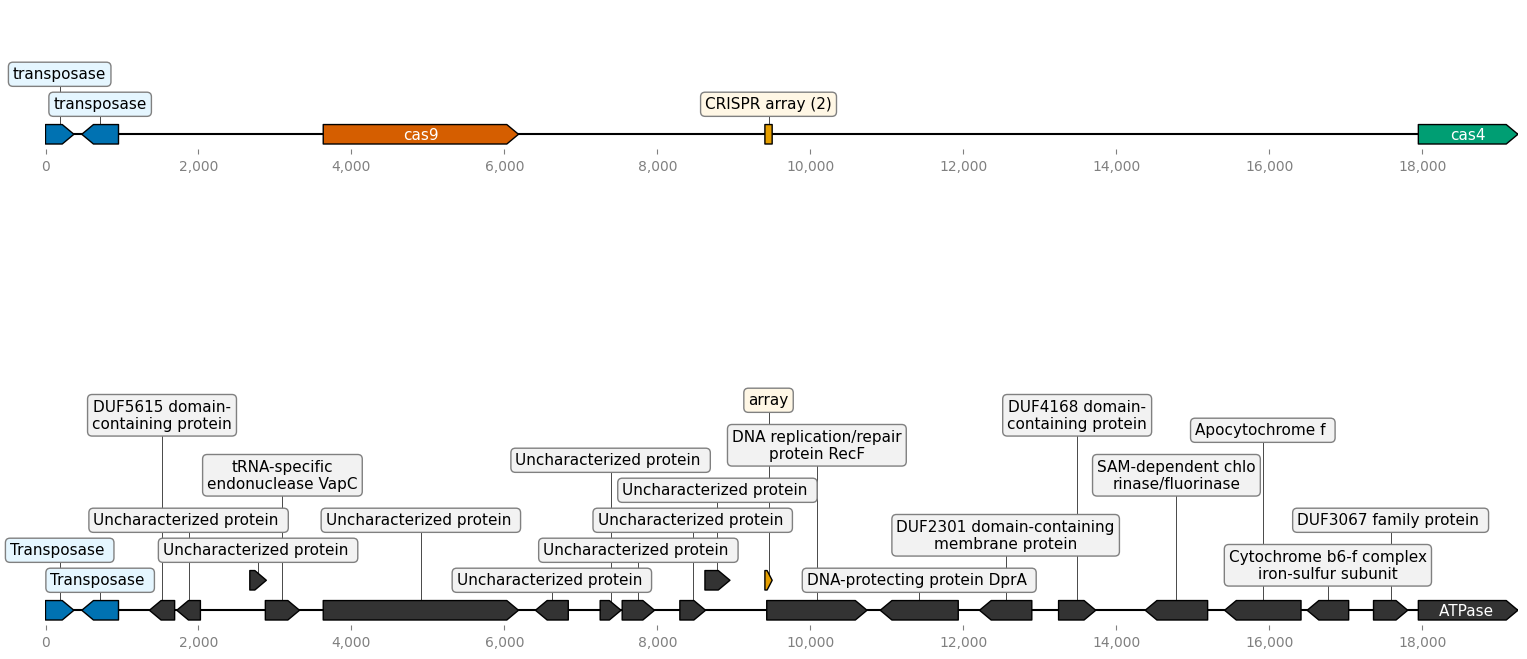 transposase
transposase
CRISPR array (2)
cas9
cas4
0
2,000
4,000
6,000
8,000
10,000
12,000
14,000
16,000
18,000
array
DUF5615 domain-
containing protein
DUF4168 domain-
containing protein
Apocytochrome f
DNA replication/repair
protein RecF
Uncharacterized protein
tRNA-specific
endonuclease VapC
SAM-dependent chlo
rinase/fluorinase
Uncharacterized protein
Uncharacterized protein
Uncharacterized protein
Uncharacterized protein
DUF3067 family protein
DUF2301 domain-containing
membrane protein
Transposase
Uncharacterized protein
Uncharacterized protein
Cytochrome b6-f complex
iron-sulfur subunit
Transposase
Uncharacterized protein
DNA-protecting protein DprA
ATPase
0
2,000
4,000
6,000
8,000
10,000
12,000
14,000
16,000
18,000